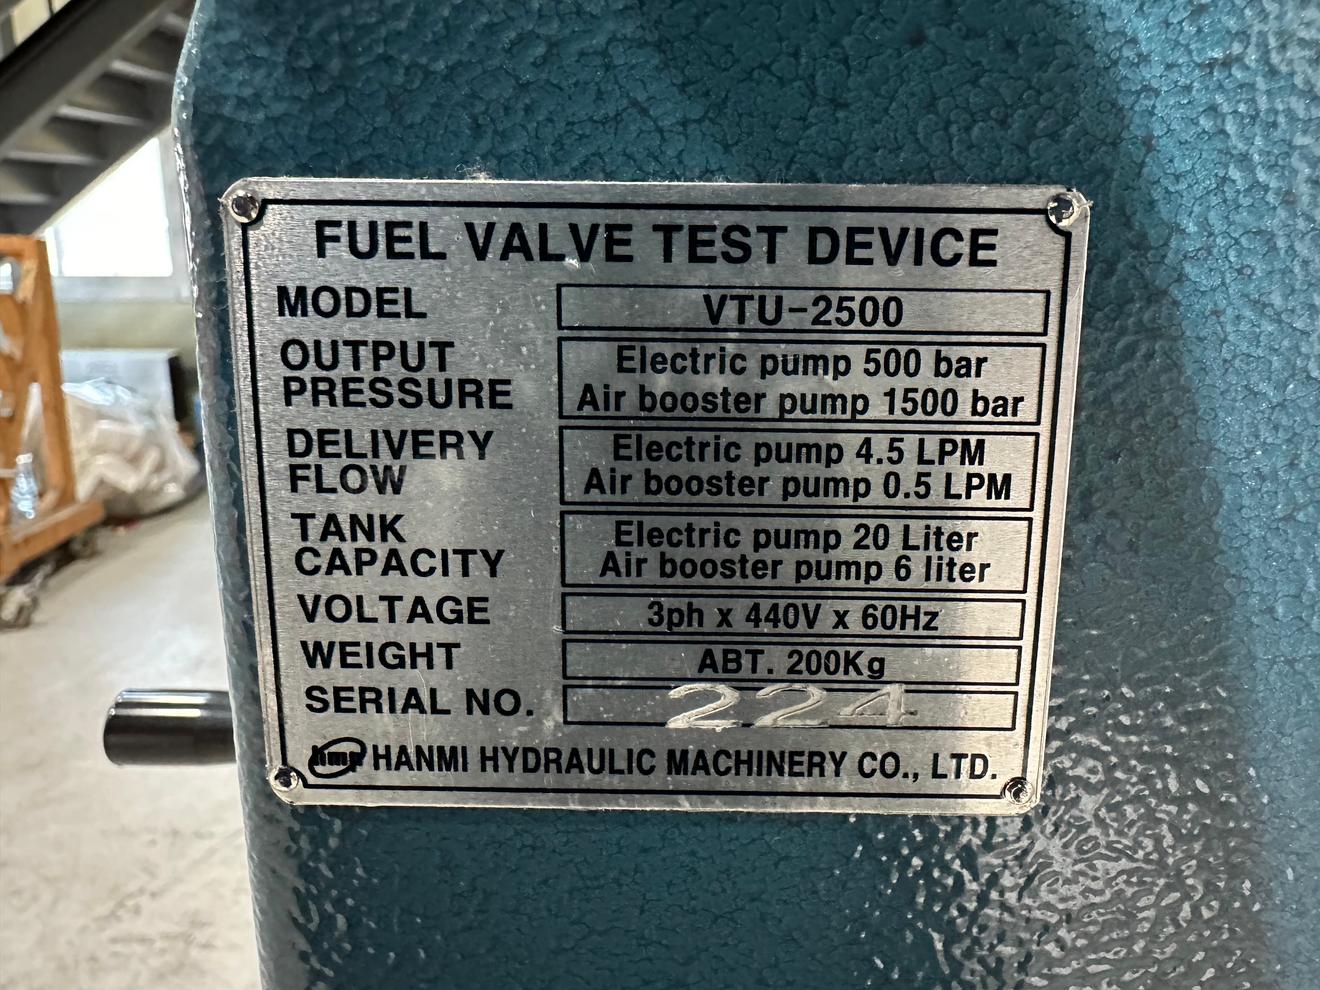 FUEL VALVE TEST DEVICE
MODEL VTU-2500
OUTPUT PRESSURE Electric pump 500 bar
Air booster pump 1500 bar
DELIVERY FLOW Electric pump 4.5 LPM
Air booster pump 0.5 LPM
TANK CAPACITY Electric pump 20 Liter
Air booster pump 6 liter
VOLTAGE 3ph x 440V x 60Hz
WEIGHT ABT. 200Kg
SERIAL NO. 224
hmp HANMI HYDRAULIC MACHINERY CO., LTD.